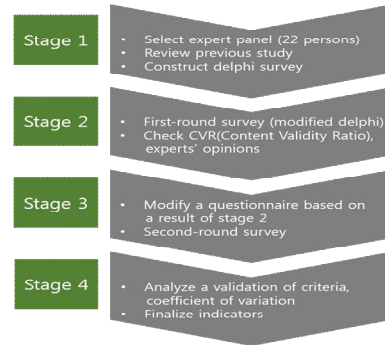 Stage 1
• Select expert panel (22 persons)
• Review previous study
• Construct delphi survey
Stage 2
• First-round survey (modified delphi)
• Check CVR(Content Validity Ratio),
experts' opinions
Stage 3
• Modify a questionnaire based on
a result of stage 2
• Second-round survey
Stage 4
• Analyze a validation of criteria,
coefficient of variation
• Finalize indicators